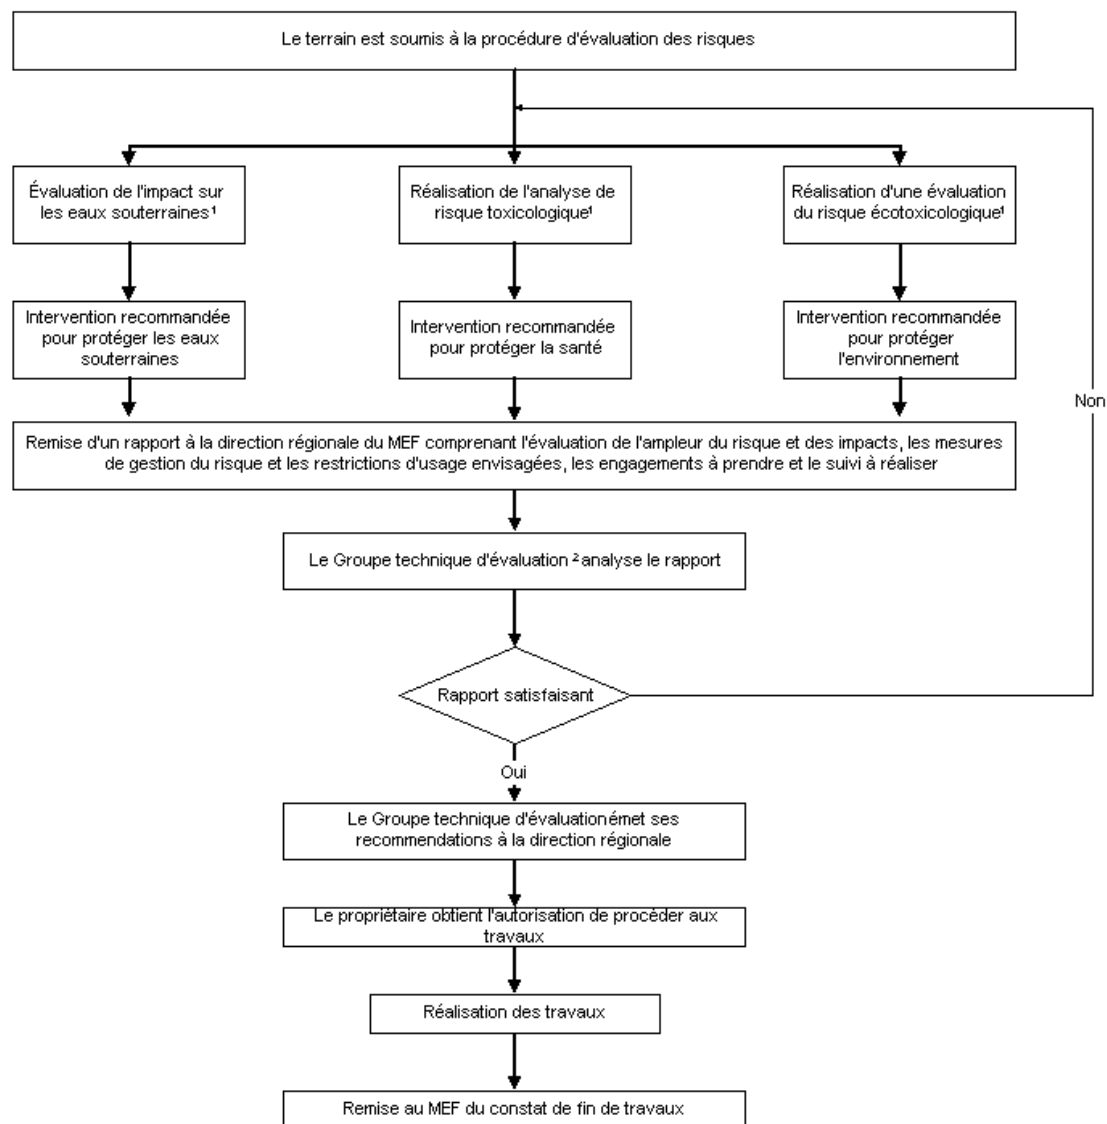 Le terrain est soumis à la procédure d'évaluation des risques
Évaluation de l'impact sur
les eaux souterraines¹
Réalisation de l'analyse de
risque toxicologique¹
Réalisation d'une évaluation
du risque écotoxicologique¹
Intervention recommandée
pour protéger les eaux
souterraines
Intervention recommandée
pour protéger la santé
Intervention recommandée
pour protéger
l'environnement
Non
Remise d'un rapport à la direction régionale du MEF comprenant l'évaluation de l'ampleur du risque et des impacts, les mesures
de gestion du risque et les restrictions d'usage envisagées, les engagements à prendre et le suivi à réaliser
Le Groupe technique d'évaluation ² analyse le rapport
Rapport satisfaisant
Oui
Le Groupe technique d'évaluation émet ses
recommendations à la direction régionale
Le propriétaire obtient l'autorisation de procéder aux
travaux
Réalisation des travaux
Remise au MEF du constat de fin de travaux